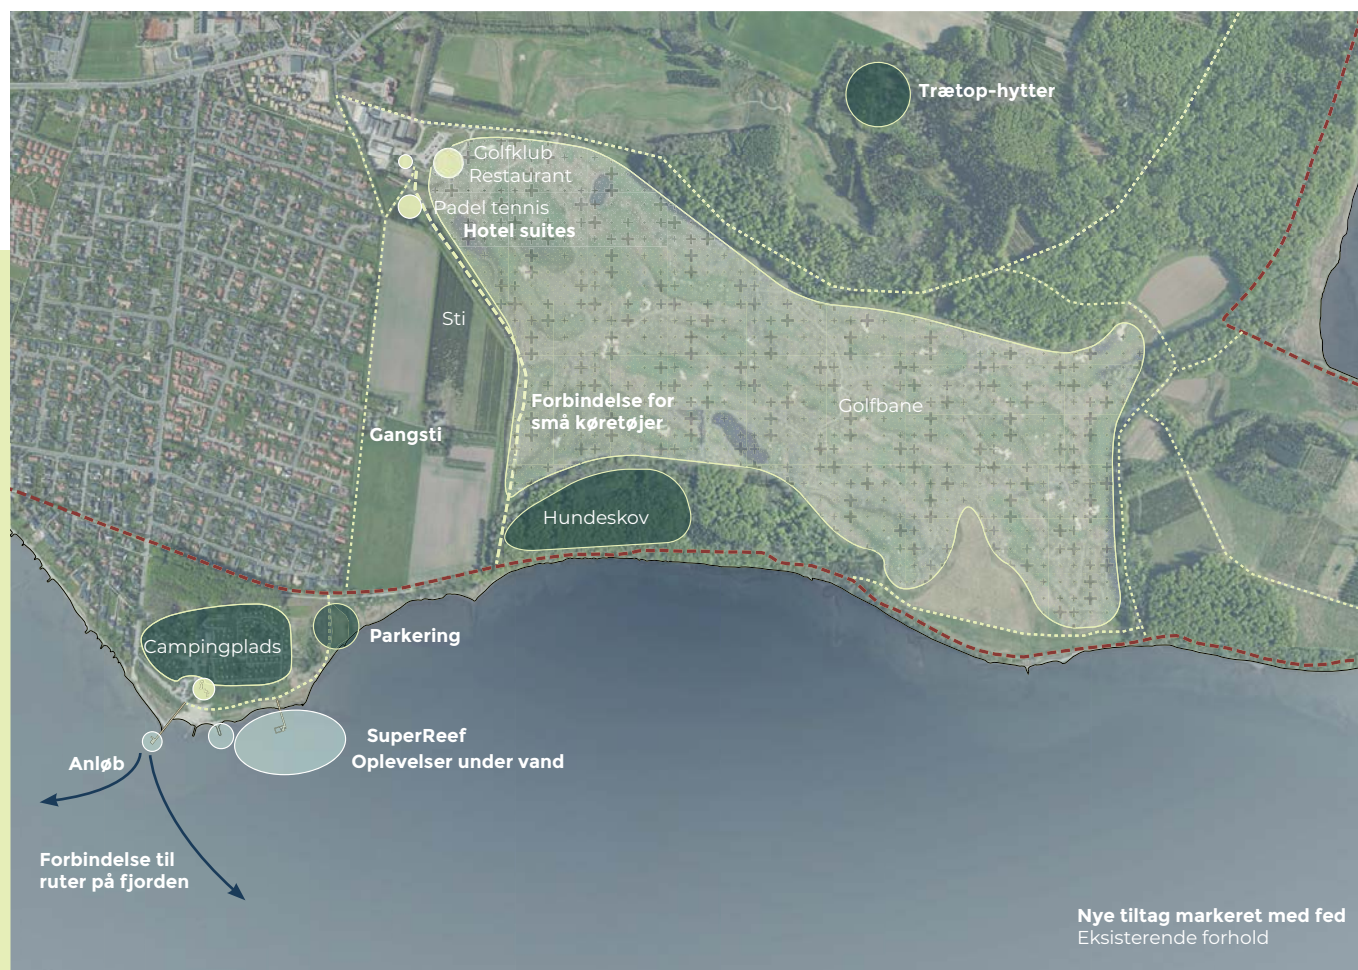 Trætop-hytter
Golfklub
Restaurant
Padel tennis
Hotel suites
Sti
Forbindelse for
små køretøjer
Golfbane
Gangsti
Hundeskov
Campingplads
Parkering
SuperReef
Oplevelser under vand
Anløb
Forbindelse til
ruter på fjorden
Nye tiltag markeret med fed
Eksisterende forhold